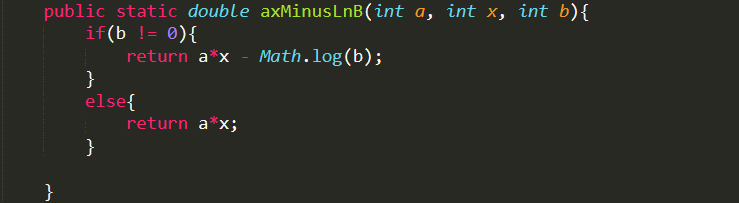 public static double axMinusLnB(int a, int x, int b){
if(b != 0){
return a*x - Math.log(b);
}
else{
return a*x;
}
}